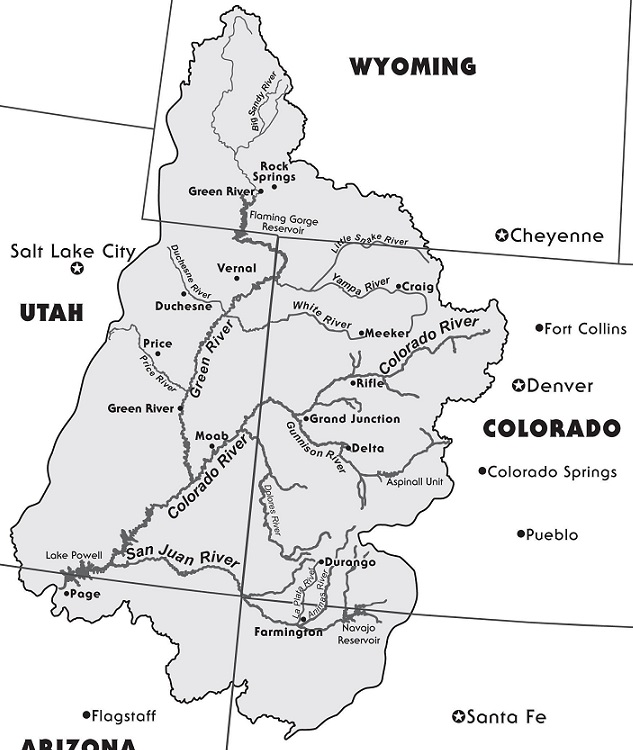 WYOMING
Big Sandy River
Rock
Springs
Green River
Flaming Gorge
Reservoir
Cheyenne
Little Snake River
Salt Lake City
Vernal
Duchesne River
Yampa River
Craig
Duchesne
UTAH
White River
Meeker
Colorado River
Fort Collins
Price
Price River
Green River
Rifle
Denver
Green River
Grand Junction
COLORADO
Moab
Gunnison River
Delta
Colorado River
Aspinall Unit
Colorado Springs
Dolores River
Pueblo
Lake Powell
San Juan River
Durango
La Plata River
Animas River
Page
Farmington
Navajo
Reservoir
Flagstaff
Santa Fe
ARIZONA